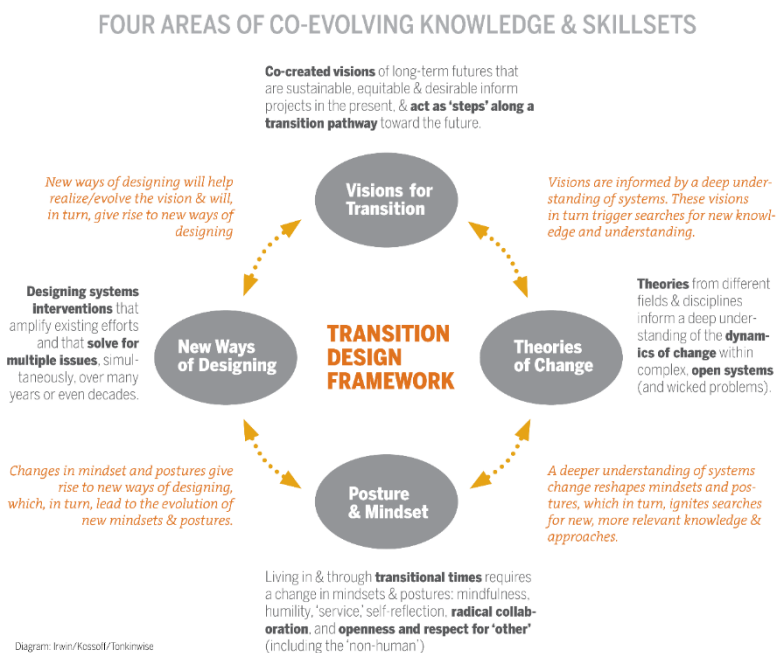 FOUR AREAS OF CO-EVOLVING KNOWLEDGE & SKILLSETS
Co-created visions of long-term futures that
are sustainable, equitable & desirable inform
projects in the present, & act as ‘steps’ along a
transition pathway toward the future.
New ways of designing will help
realize/evolve the vision & will,
in turn, give rise to new ways of
designing
Visions for
Transition
Visions are informed by a deep under-
standing of systems. These visions
in turn trigger searches for new knowl-
edge and understanding.
Designing systems
interventions that
amplify existing efforts
and that solve for
multiple issues, simul-
taneously, over many
years or even decades.
New Ways
of Designing
TRANSITION
DESIGN
FRAMEWORK
Theories
of Change
Theories from different
fields & disciplines
inform a deep under-
standing of the dynam-
ics of change within
complex, open systems
(and wicked problems).
Changes in mindset and postures give
rise to new ways of designing,
which, in turn, lead to the evolution of
new mindsets & postures.
Posture
& Mindset
A deeper understanding of systems
change reshapes mindsets and pos-
tures, which in turn, ignites searches
for new, more relevant knowledge &
approaches.
Living in & through transitional times requires
a change in mindsets & postures: mindfulness,
humility, ‘service,’ self-reflection, radical collab-
oration, and openness and respect for ‘other’
(including the ‘non-human’)
Diagram: Irwin/Kossoff/Tonkinwise